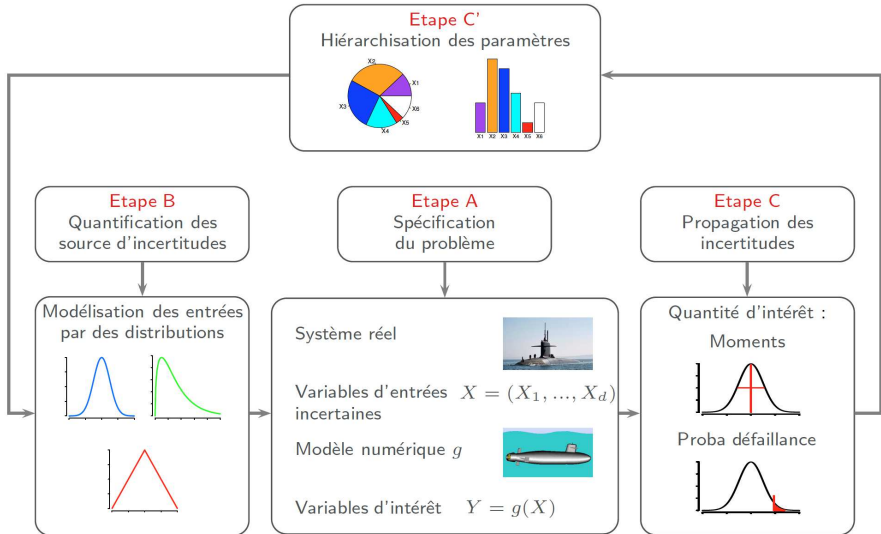 Etape C'
Hiérarchisation des paramètres
X2
X1
X3
X6
X5
X4
X1 X2 X3 X4 X5 X6
Etape B
Quantification des
source d'incertitudes
Etape A
Spécification
du problème
Etape C
Propagation des
incertitudes
Modélisation des entrées
par des distributions
Système réel
Variables d'entrées X = (X₁, ..., X_d)
incertaines
Modèle numérique g
Variables d'intérêt Y = g(X)
Quantité d'intérêt :
Moments
Proba défaillance